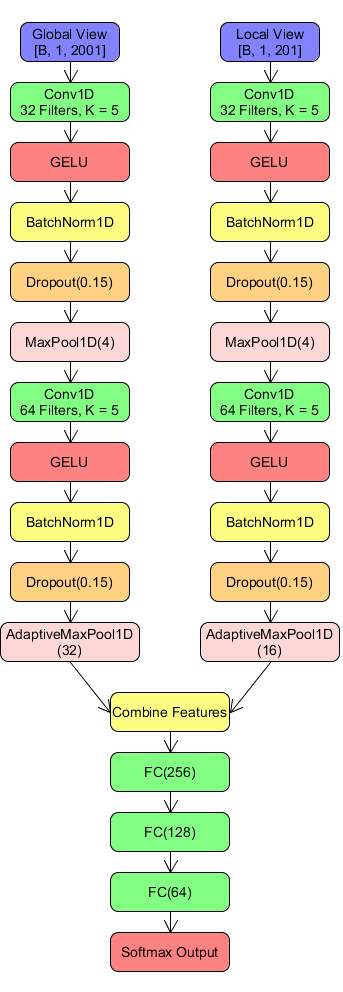 Global View
[B, 1, 2001]
Conv1D
32 Filters, K = 5
GELU
BatchNorm1D
Dropout(0.15)
MaxPool1D(4)
Conv1D
64 Filters, K = 5
GELU
BatchNorm1D
Dropout(0.15)
AdaptiveMaxPool1D
(32)
Local View
[B, 1, 201]
Conv1D
32 Filters, K = 5
GELU
BatchNorm1D
Dropout(0.15)
MaxPool1D(4)
Conv1D
64 Filters, K = 5
GELU
BatchNorm1D
Dropout(0.15)
AdaptiveMaxPool1D
(16)
Combine Features
FC(256)
FC(128)
FC(64)
Softmax Output